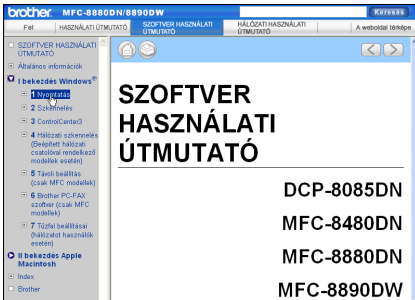 brother. MFC-8880DN/8890DW
Keresés
Fel
HASZNÁLATI ÚTMUTATÓ
SZOFTVER HASZNÁLATI
ÚTMUTATÓ
HÁLÓZATI HASZNÁLATI
ÚTMUTATÓ
A weboldal térképe
SZOFTVER HASZNÁLATI
ÚTMUTATÓ
Általános információk
I bekezdés Windows®
1 Nyomtatás
2 Szkennelés
3 ControlCenter3
4 Hálózati szkennelés
(Beépített hálózati
csatolóval rendelkező
modellek esetén)
5 Távoli beállítás
(csak MFC modellek)
6 Brother PC-FAX
szoftver (csak MFC
modellek)
7 Tűzfal beállításai
(hálózatot használók
esetén)
II bekezdés Apple
Macintosh
Index
Brother
SZOFTVER
HASZNÁLATI
ÚTMUTATÓ
DCP-8085DN
MFC-8480DN
MFC-8880DN
MFC-8890DW